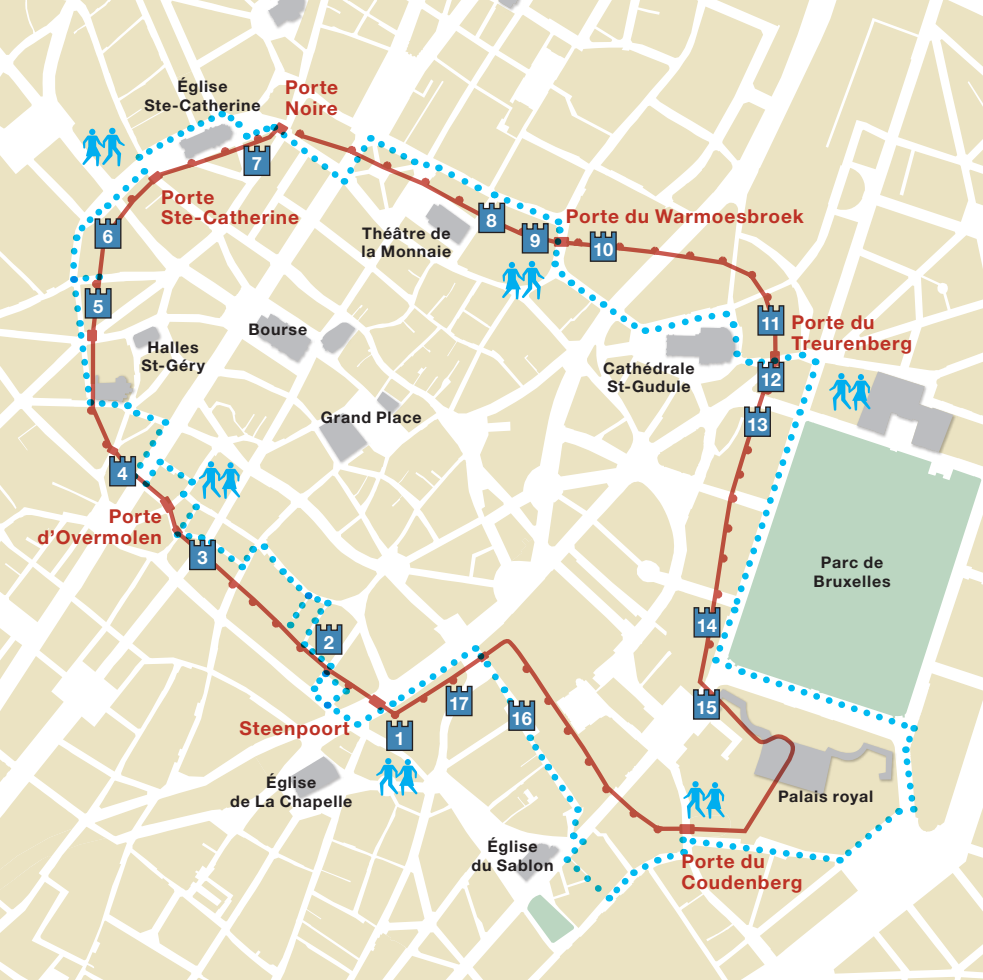 Église
Ste-Catherine
Porte
Noire
7
Porte
Ste-Catherine
6
Théâtre de
la Monnaie
8
9
Porte du Warmoesbroek
10
5
Halles
St-Géry
Bourse
11
Porte du
Treurenberg
Cathédrale
St-Gudule
12
Grand Place
13
4
Porte
d'Overmolen
3
Parc de
Bruxelles
14
2
17
15
16
Steenpoort
1
Église
de La Chapelle
Palais royal
Église
du Sablon
Porte du
Coudenberg